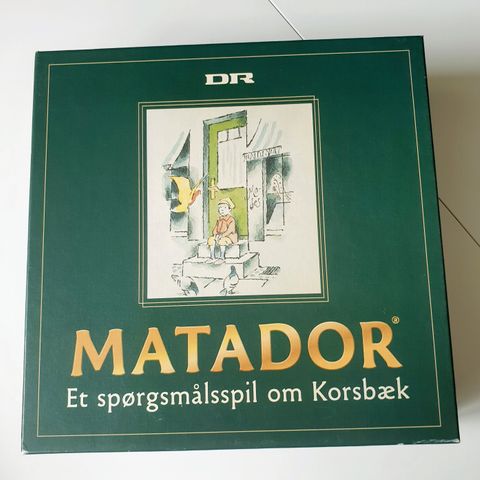 DR
MATADOR®
Et spørgsmålsspil om Korsbæk